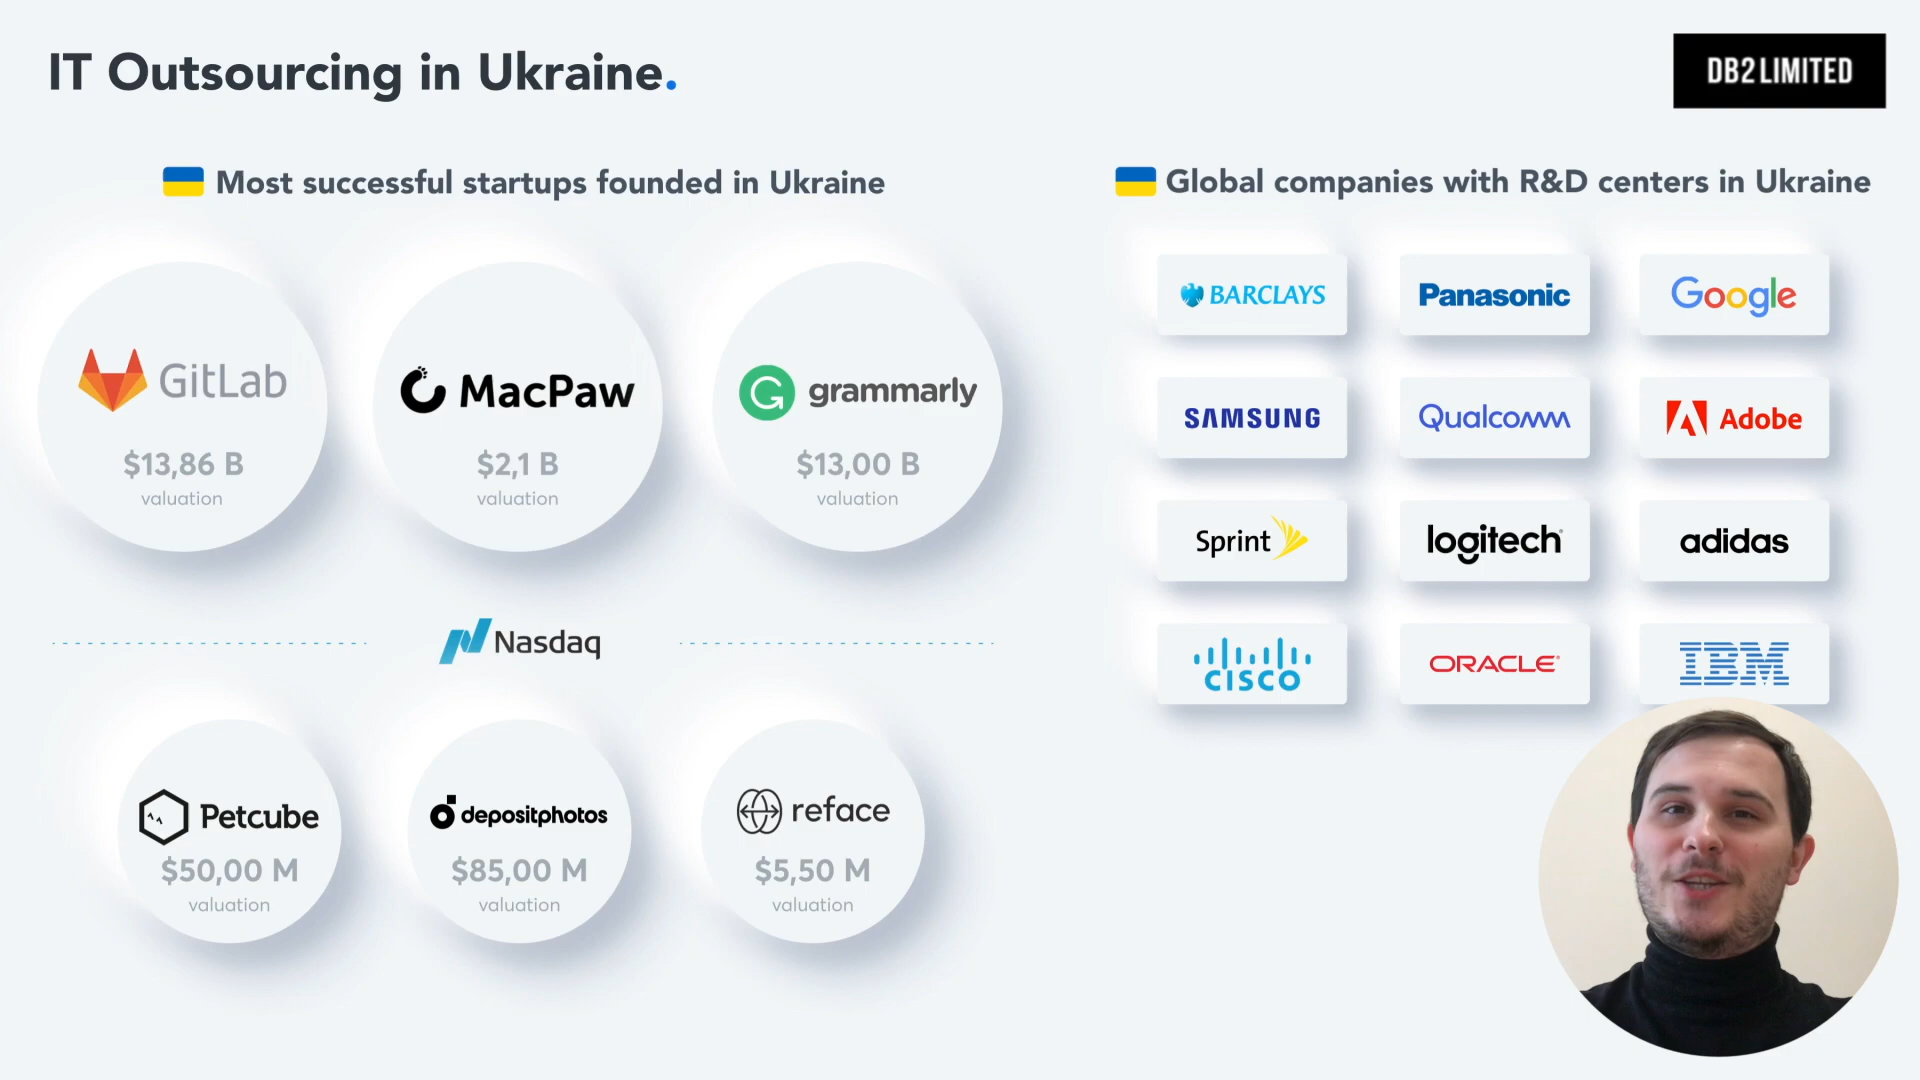 IT Outsourcing in Ukraine.
DB2 LIMITED
Most successful startups founded in Ukraine
GitLab
$13,86 B
valuation
MacPaw
$2,1 B
valuation
grammarly
$13,00 B
valuation
Nasdaq
Petcube
$50,00 M
valuation
depositphotos
$85,00 M
valuation
reface
$5,50 M
valuation
Global companies with R&D centers in Ukraine
BARCLAYS
Panasonic
Google
SAMSUNG
Qualcomm
Adobe
Sprint
logitech
adidas
CISCO
ORACLE
IBM